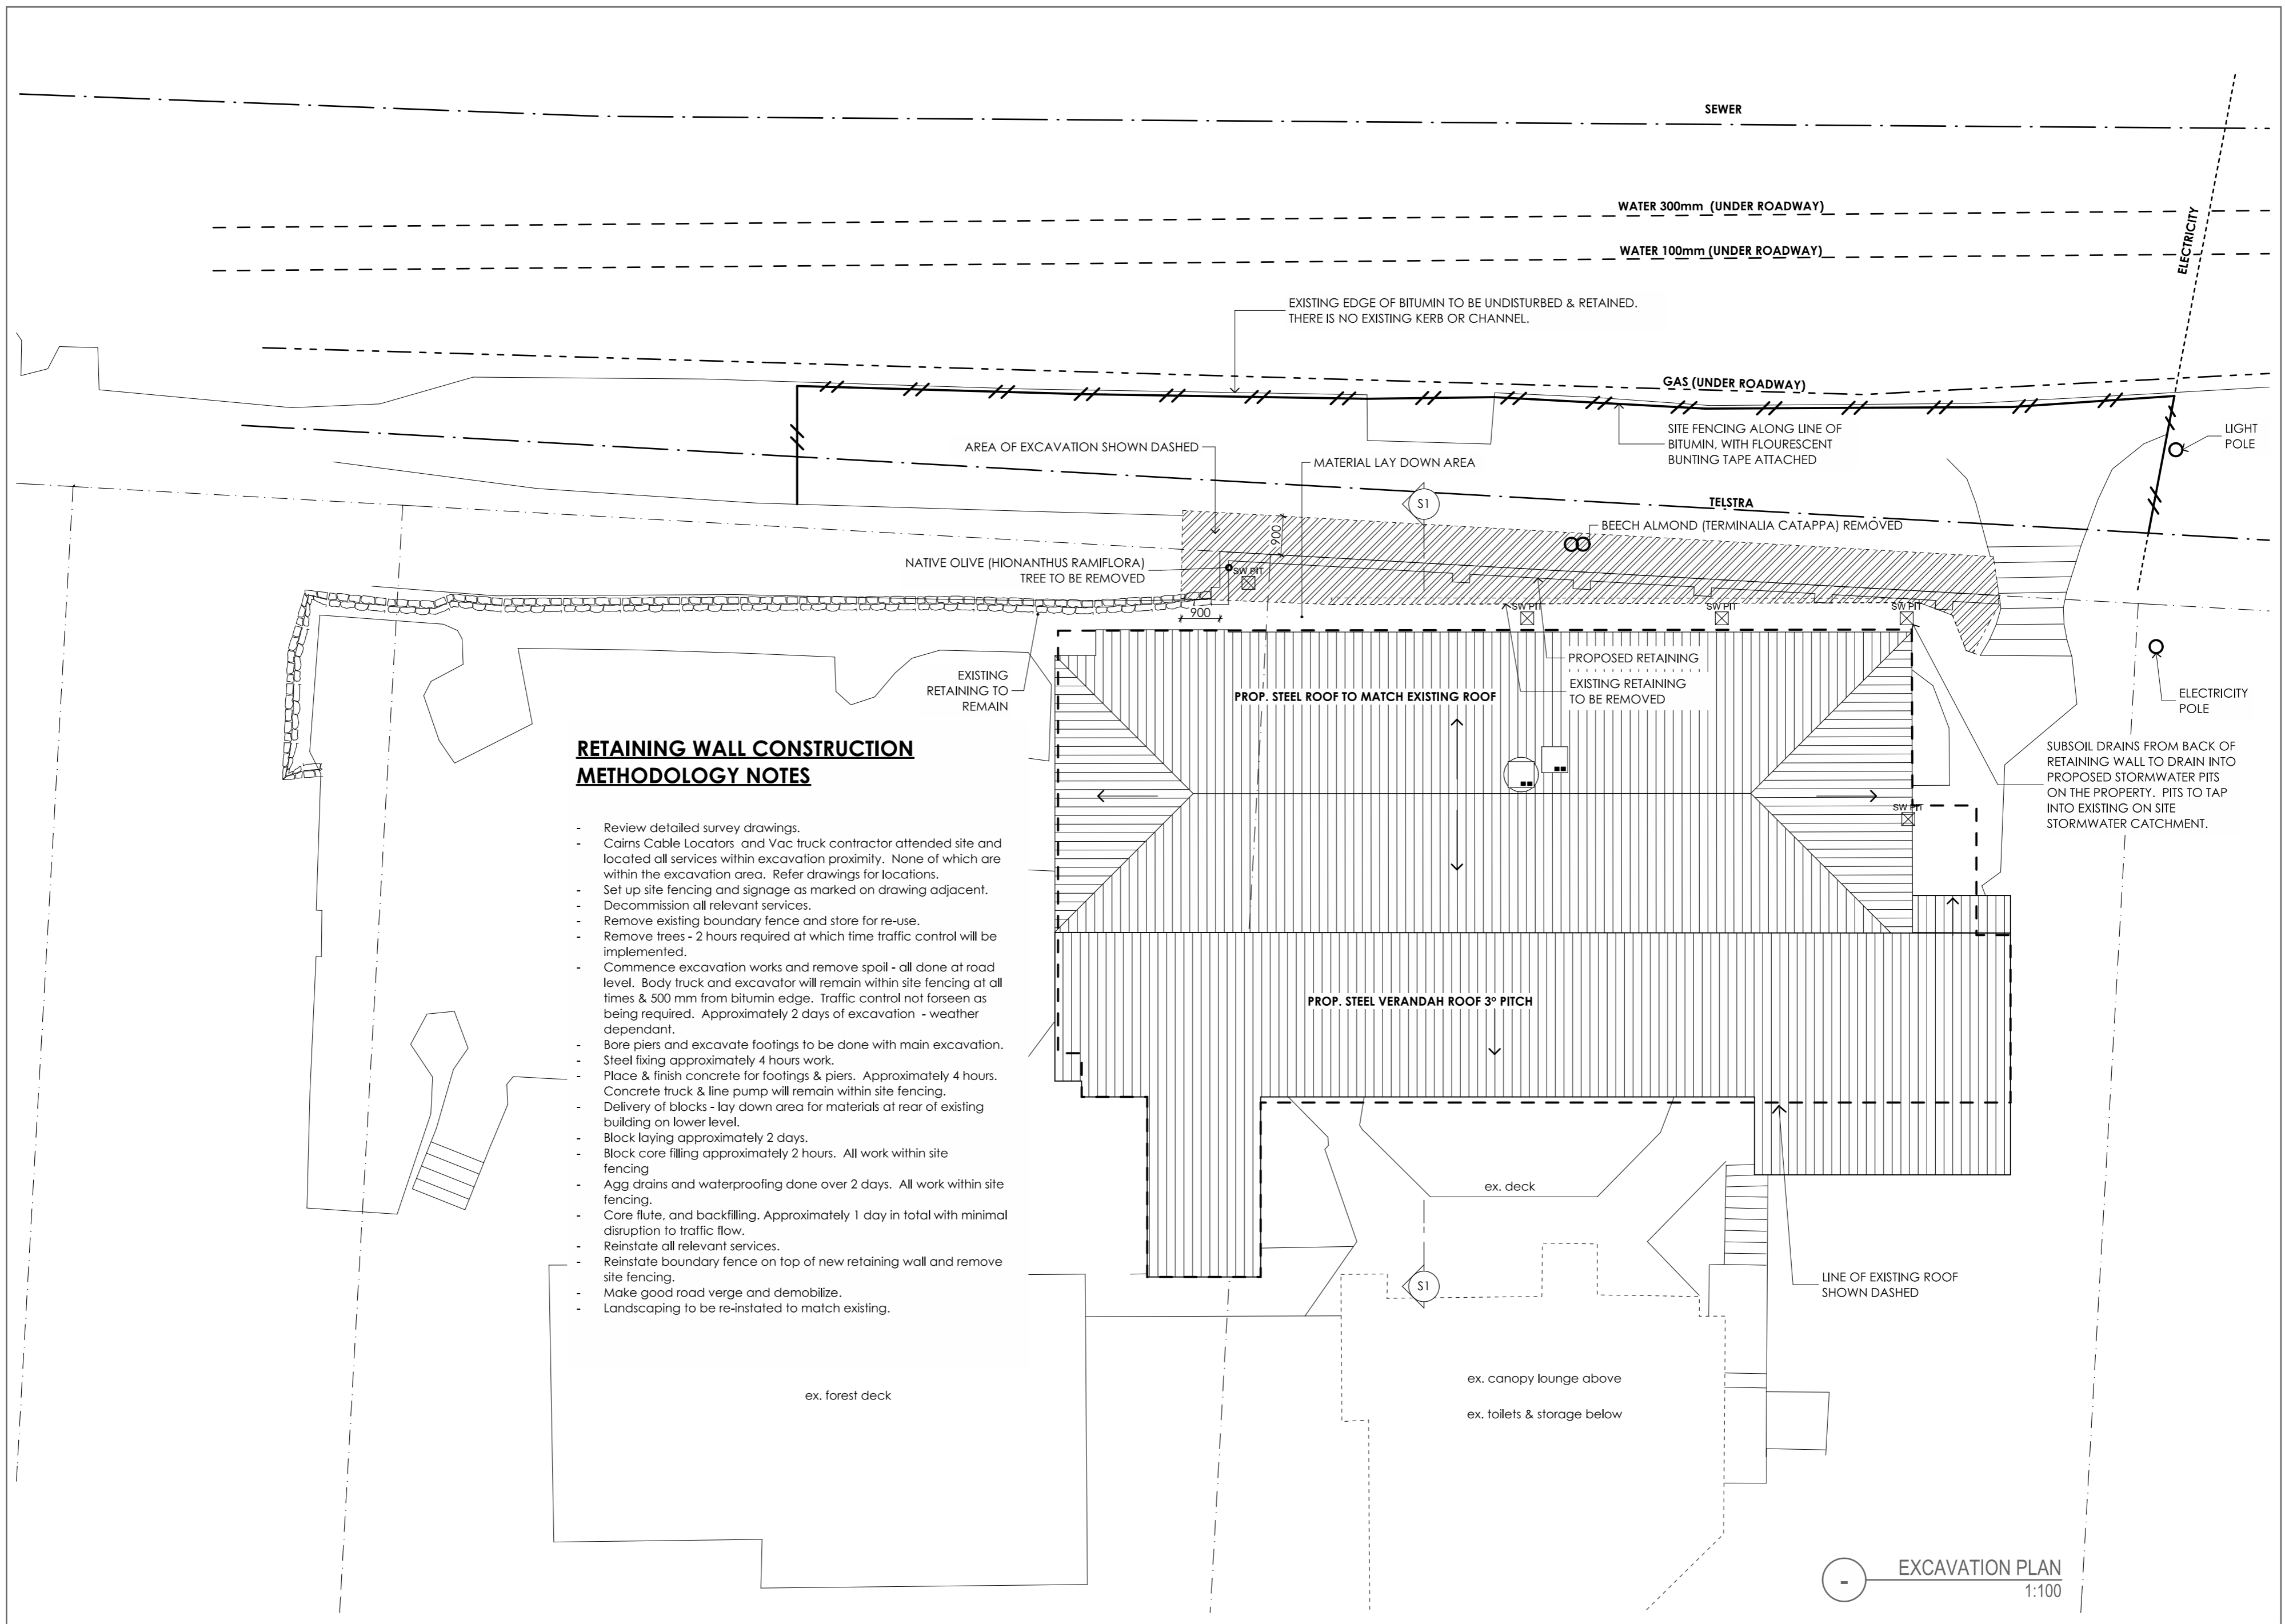 SEWER
WATER 300mm (UNDER ROADWAY)
ELECTRICITY
WATER 100mm (UNDER ROADWAY)
EXISTING EDGE OF BITUMIN TO BE UNDISTURBED & RETAINED.
THERE IS NO EXISTING KERB OR CHANNEL.
GAS (UNDER ROADWAY)
SITE FENCING ALONG LINE OF
BITUMIN, WITH FLOURESCENT
BUNTING TAPE ATTACHED
LIGHT
POLE
AREA OF EXCAVATION SHOWN DASHED
MATERIAL LAY DOWN AREA
S1
TELSTRA
BEECH ALMOND (TERMINALIA CATAPPA) REMOVED
900
NATIVE OLIVE (HIONANTHUS RAMIFLORA)
TREE TO BE REMOVED
SW PIT
900
SW PIT
SW PIT
SW PIT
PROPOSED RETAINING
EXISTING RETAINING
TO BE REMOVED
EXISTING
RETAINING TO
REMAIN
PROP. STEEL ROOF TO MATCH EXISTING ROOF
ELECTRICITY
POLE
SUBSOIL DRAINS FROM BACK OF
RETAINING WALL TO DRAIN INTO
PROPOSED STORMWATER PITS
ON THE PROPERTY. PITS TO TAP
INTO EXISTING ON SITE
STORMWATER CATCHMENT.
SW PIT
RETAINING WALL CONSTRUCTION
METHODOLOGY NOTES
- Review detailed survey drawings.
- Cairns Cable Locators and Vac truck contractor attended site and
located all services within excavation proximity. None of which are
within the excavation area. Refer drawings for locations.
- Set up site fencing and signage as marked on drawing adjacent.
- Decommission all relevant services.
- Remove existing boundary fence and store for re-use.
- Remove trees - 2 hours required at which time traffic control will be
implemented.
- Commence excavation works and remove spoil - all done at road
level. Body truck and excavator will remain within site fencing at all
times & 500 mm from bitumin edge. Traffic control not forseen as
being required. Approximately 2 days of excavation - weather
dependant.
- Bore piers and excavate footings to be done with main excavation.
- Steel fixing approximately 4 hours work.
- Place & finish concrete for footings & piers. Approximately 4 hours.
Concrete truck & line pump will remain within site fencing.
- Delivery of blocks - lay down area for materials at rear of existing
building on lower level.
- Block laying approximately 2 days.
- Block core filling approximately 2 hours. All work within site
fencing
- Agg drains and waterproofing done over 2 days. All work within site
fencing.
- Core flute, and backfilling. Approximately 1 day in total with minimal
disruption to traffic flow.
- Reinstate all relevant services.
- Reinstate boundary fence on top of new retaining wall and remove
site fencing.
- Make good road verge and demobilize.
- Landscaping to be re-instated to match existing.
PROP. STEEL VERANDAH ROOF 3º PITCH
ex. deck
S1
LINE OF EXISTING ROOF
SHOWN DASHED
ex. forest deck
ex. canopy lounge above
ex. toilets & storage below
- EXCAVATION PLAN
1:100